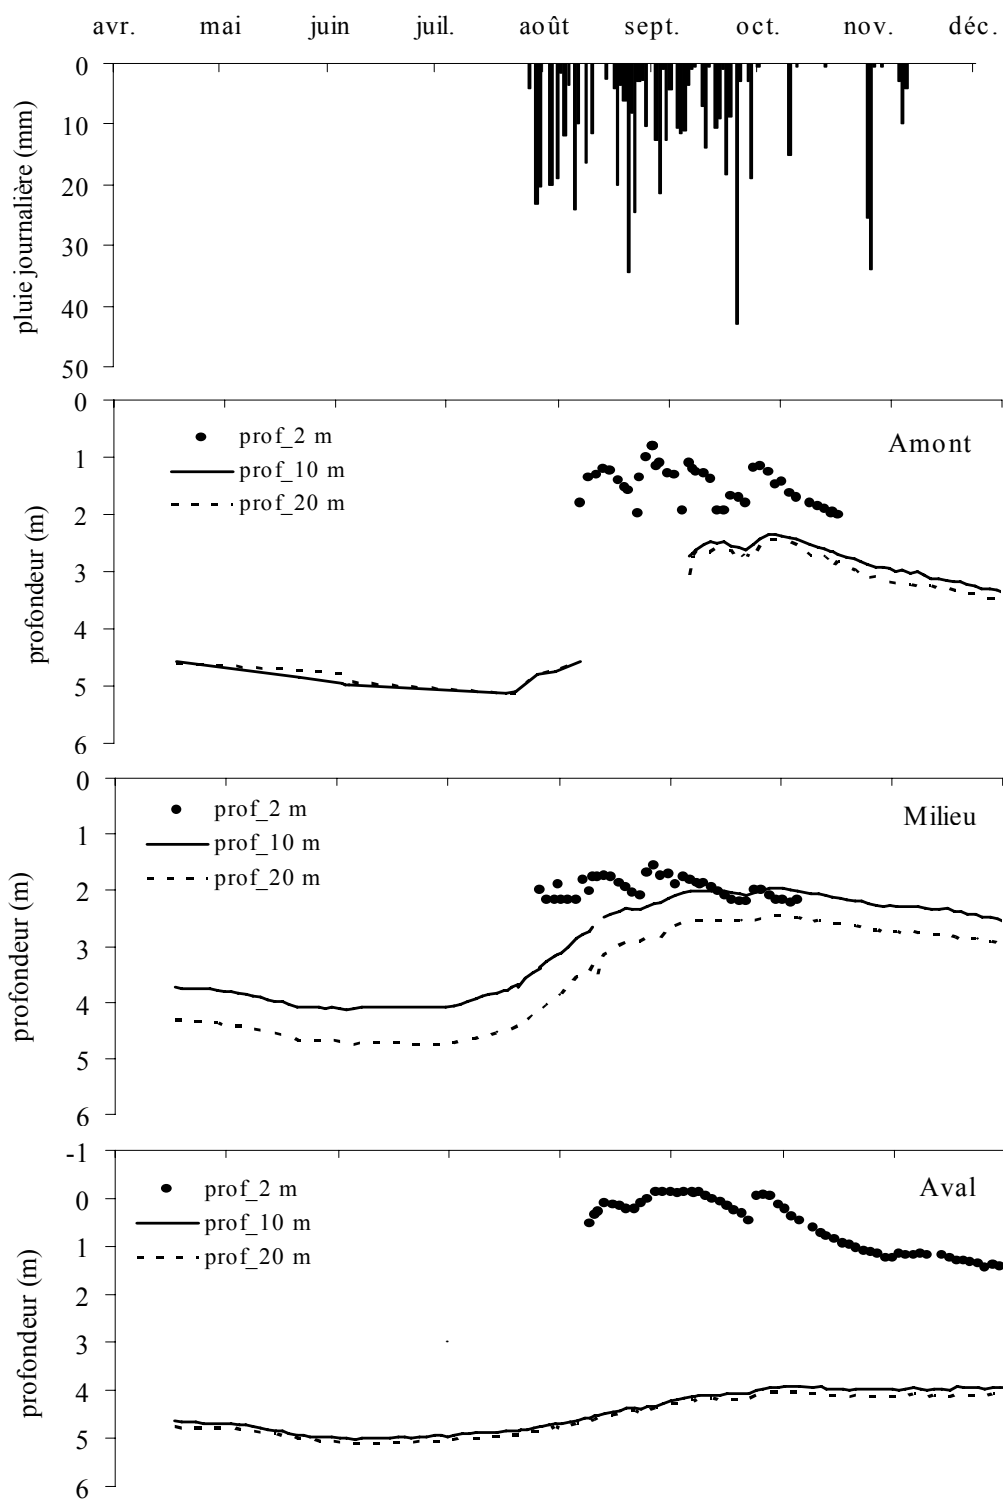 avr. mai juin juil. août sept. oct. nov. déc.
pluie journalière (mm)
0
10
20
30
40
50
profondeur (m)
0
1
2
3
4
5
6
prof_2 m
prof_10 m
prof_20 m
Amont
profondeur (m)
0
1
2
3
4
5
6
prof_2 m
prof_10 m
prof_20 m
Milieu
profondeur (m)
-1
0
1
2
3
4
5
6
prof_2 m
prof_10 m
prof_20 m
Aval